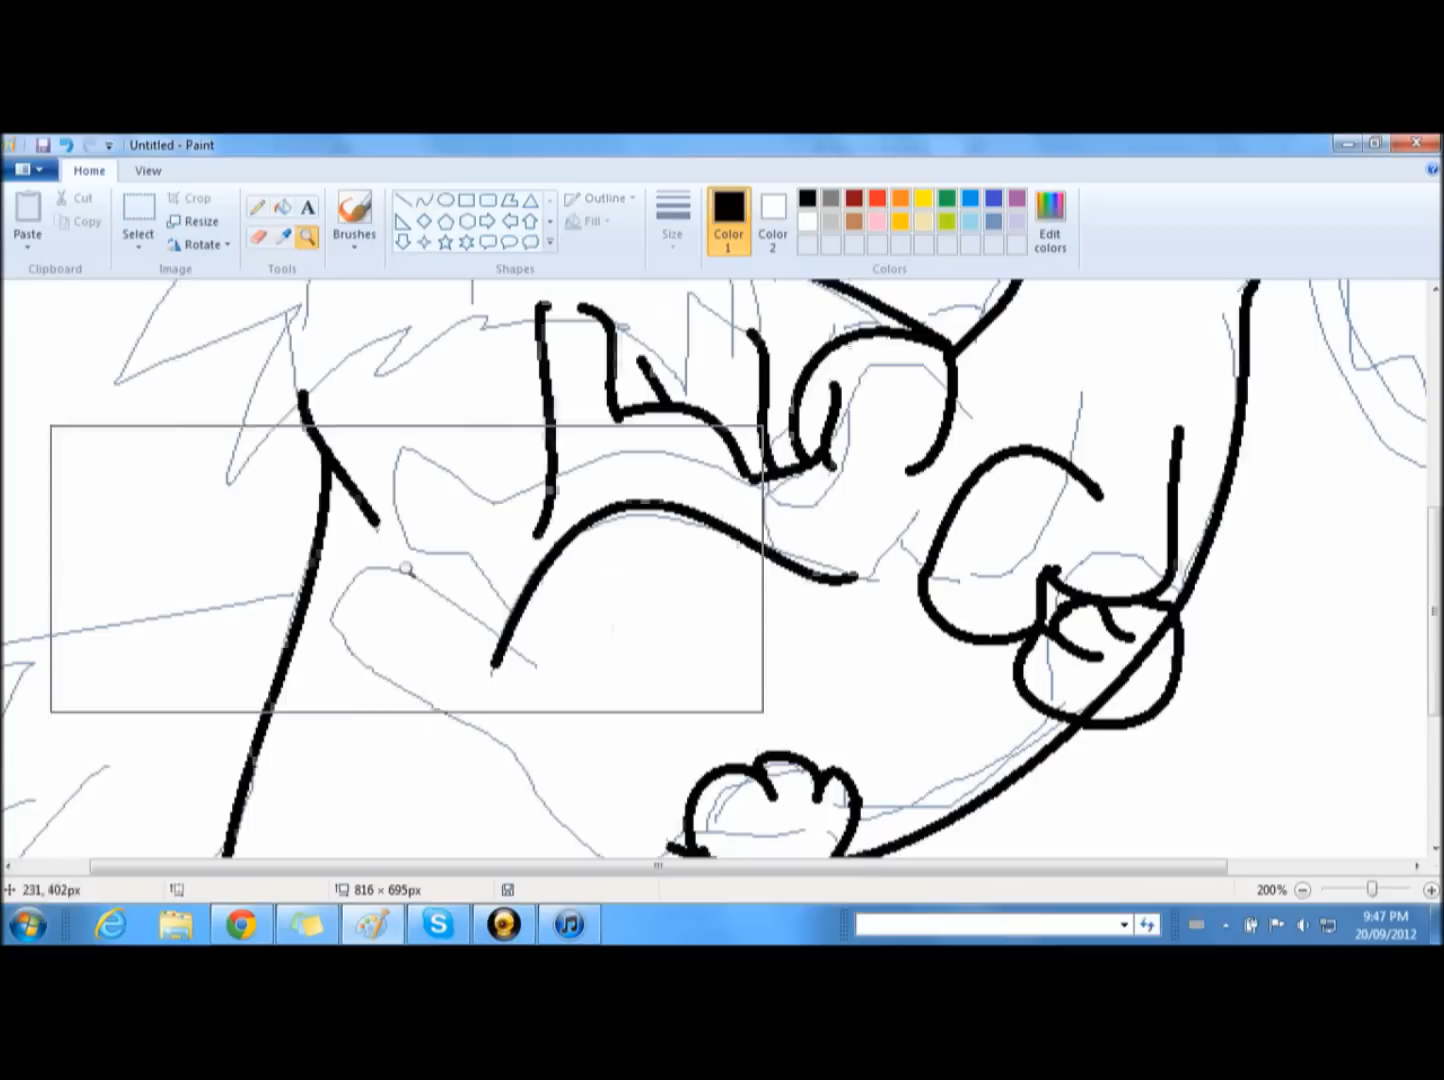 Untitled - Paint
Home View
Cut
Copy
Paste
Clipboard
Select
Crop
Resize
Rotate
Image
A
Tools
Brushes
Shapes
Outline
Fill
Size
Color 1
Color 2
Edit colors
Colors
231, 402px
816 × 695px
200%
9:47 PM
20/09/2012